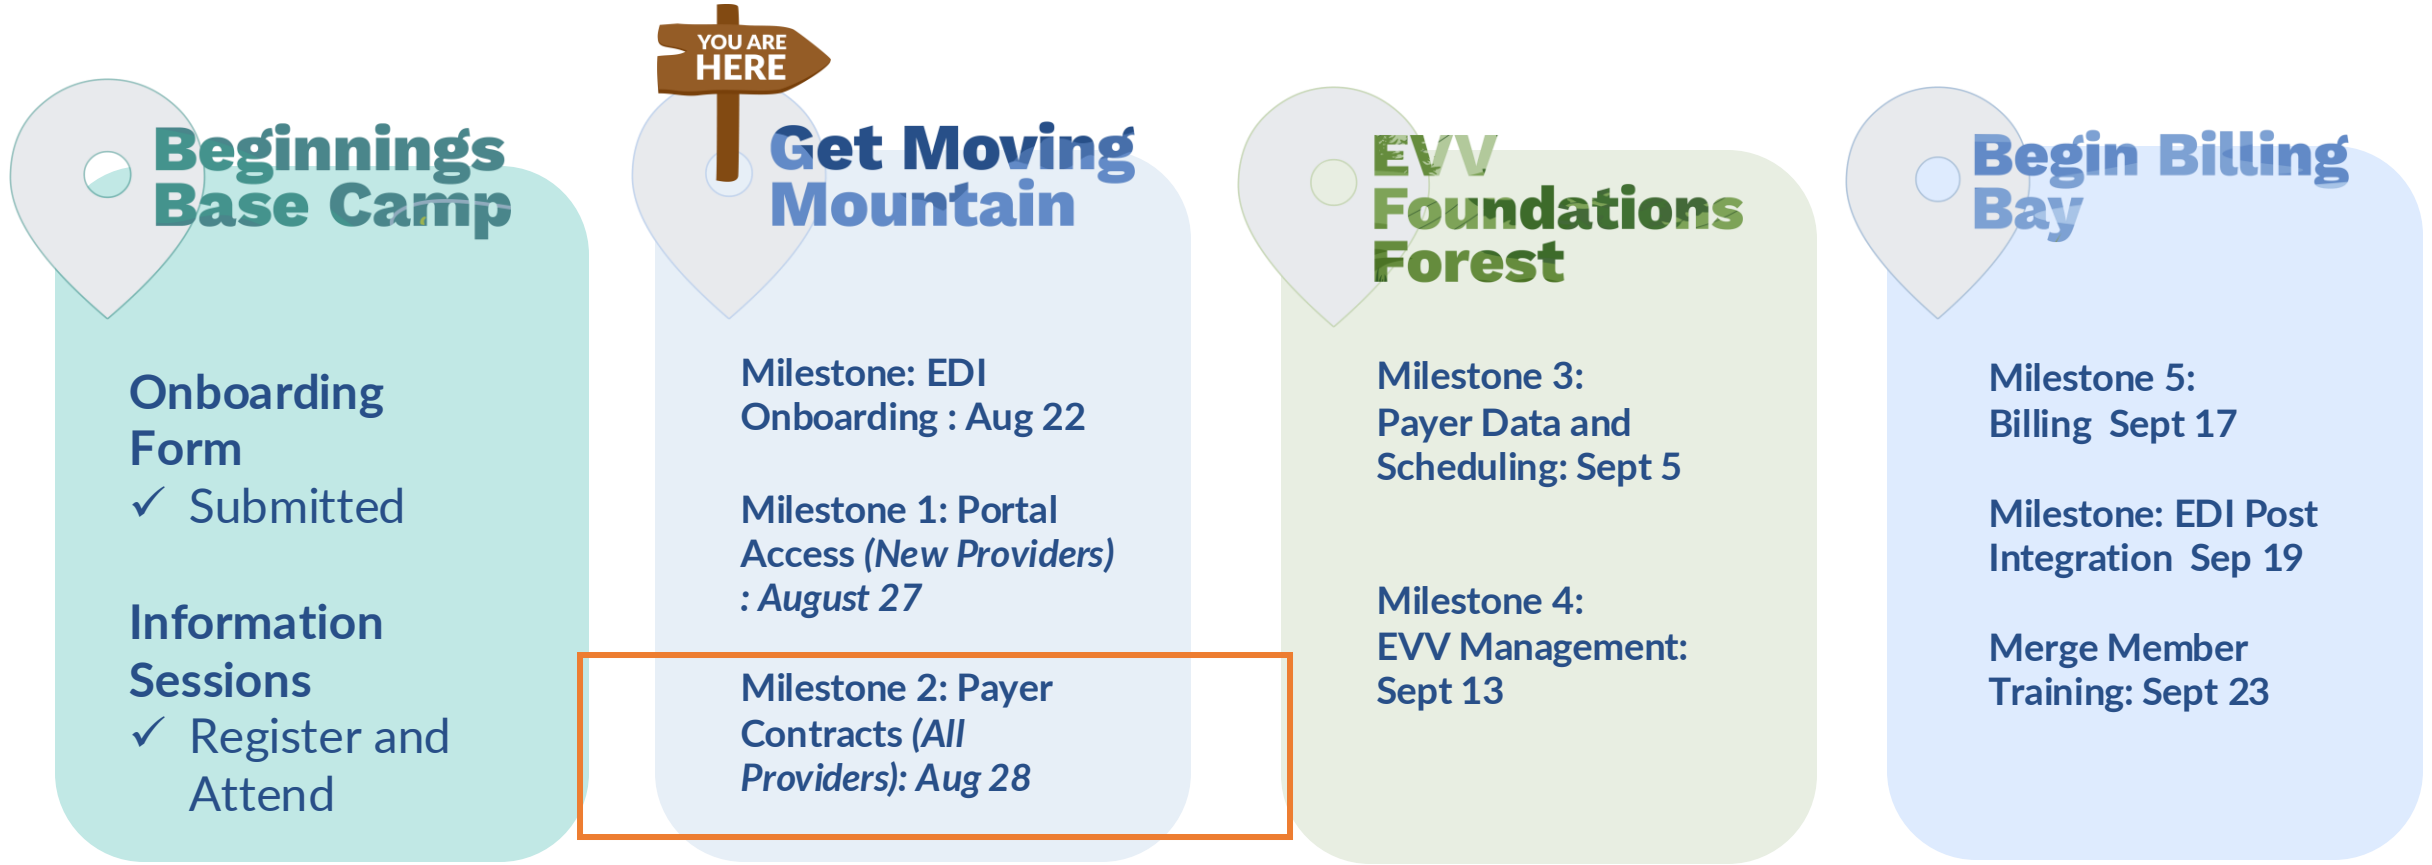 YOU ARE
HERE
Beginnings
Base Camp
Onboarding
Form
✓ Submitted
Information
Sessions
✓ Register and
Attend
Get Moving
Mountain
Milestone: EDI
Onboarding : Aug 22
Milestone 1: Portal
Access (New Providers)
: August 27
Milestone 2: Payer
Contracts (All
Providers): Aug 28
EVV
Foundations
Forest
Milestone 3:
Payer Data and
Scheduling: Sept 5
Milestone 4:
EVV Management:
Sept 13
Begin Billing
Bay
Milestone 5:
Billing  Sept 17
Milestone: EDI Post
Integration  Sep 19
Merge Member
Training: Sept 23